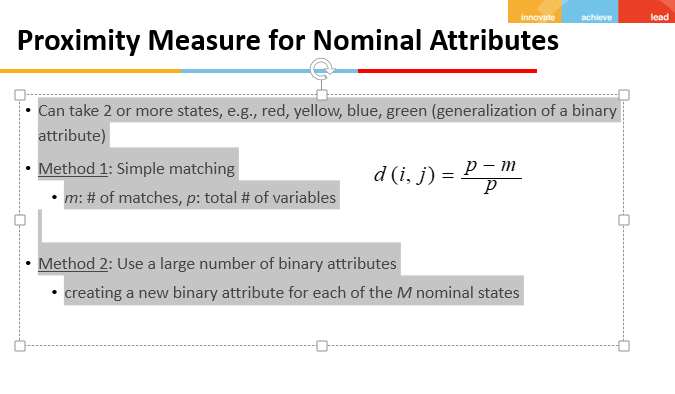 innovate achieve lead
Proximity Measure for Nominal Attributes
• Can take 2 or more states, e.g., red, yellow, blue, green (generalization of a binary
attribute)
• Method 1: Simple matching
d (i, j) = p − m / p
• m: # of matches, p: total # of variables
• Method 2: Use a large number of binary attributes
• creating a new binary attribute for each of the M nominal states